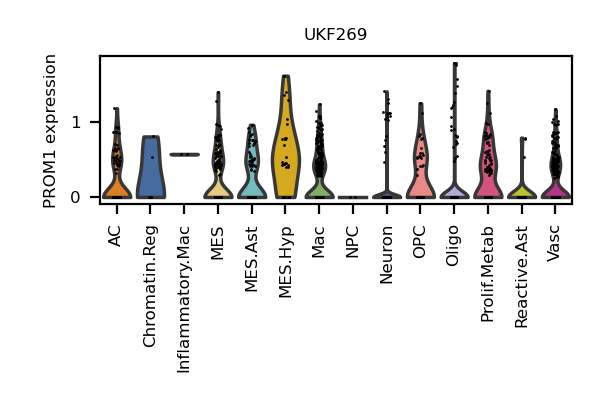 UKF269
PROM1 expression
1
0
AC
Chromatin.Reg
Inflammatory.Mac
MES
MES.Ast
MES.Hyp
Mac
NPC
Neuron
OPC
Oligo
Prolif.Metab
Reactive.Ast
Vasc